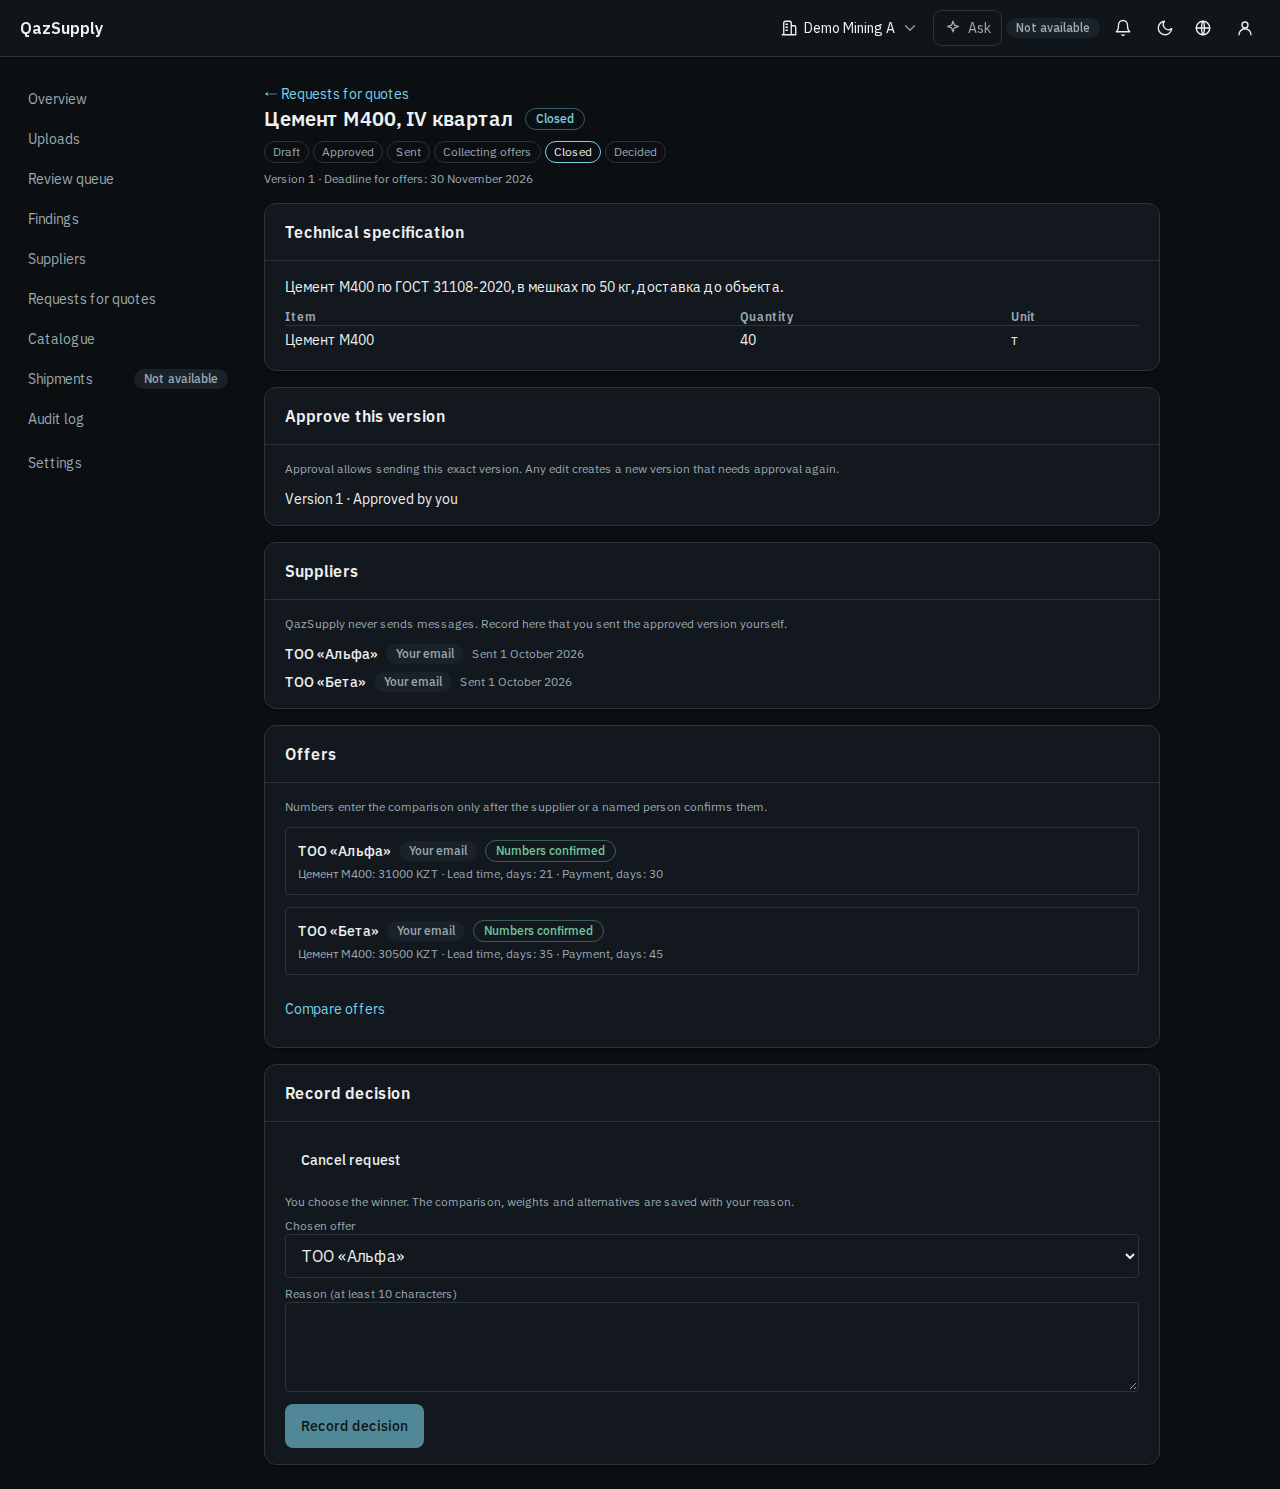 QazSupply
Demo Mining A
Ask
Not available
Overview
Uploads
Review queue
Findings
Suppliers
Requests for quotes
Catalogue
Shipments
Not available
Audit log
Settings
← Requests for quotes
Цемент М400, IV квартал
Closed
Draft
Approved
Sent
Collecting offers
Closed
Decided
Version 1 · Deadline for offers: 30 November 2026
Technical specification
Цемент М400 по ГОСТ 31108-2020, в мешках по 50 кг, доставка до объекта.
Item Quantity Unit
Цемент М400 40 т
Approve this version
Approval allows sending this exact version. Any edit creates a new version that needs approval again.
Version 1 · Approved by you
Suppliers
QazSupply never sends messages. Record here that you sent the approved version yourself.
ТОО «Альфа» Your email Sent 1 October 2026
ТОО «Бета» Your email Sent 1 October 2026
Offers
Numbers enter the comparison only after the supplier or a named person confirms them.
ТОО «Альфа» Your email Numbers confirmed
Цемент М400: 31000 KZT · Lead time, days: 21 · Payment, days: 30
ТОО «Бета» Your email Numbers confirmed
Цемент М400: 30500 KZT · Lead time, days: 35 · Payment, days: 45
Compare offers
Record decision
Cancel request
You choose the winner. The comparison, weights and alternatives are saved with your reason.
Chosen offer
ТОО «Альфа»
Reason (at least 10 characters)
Record decision